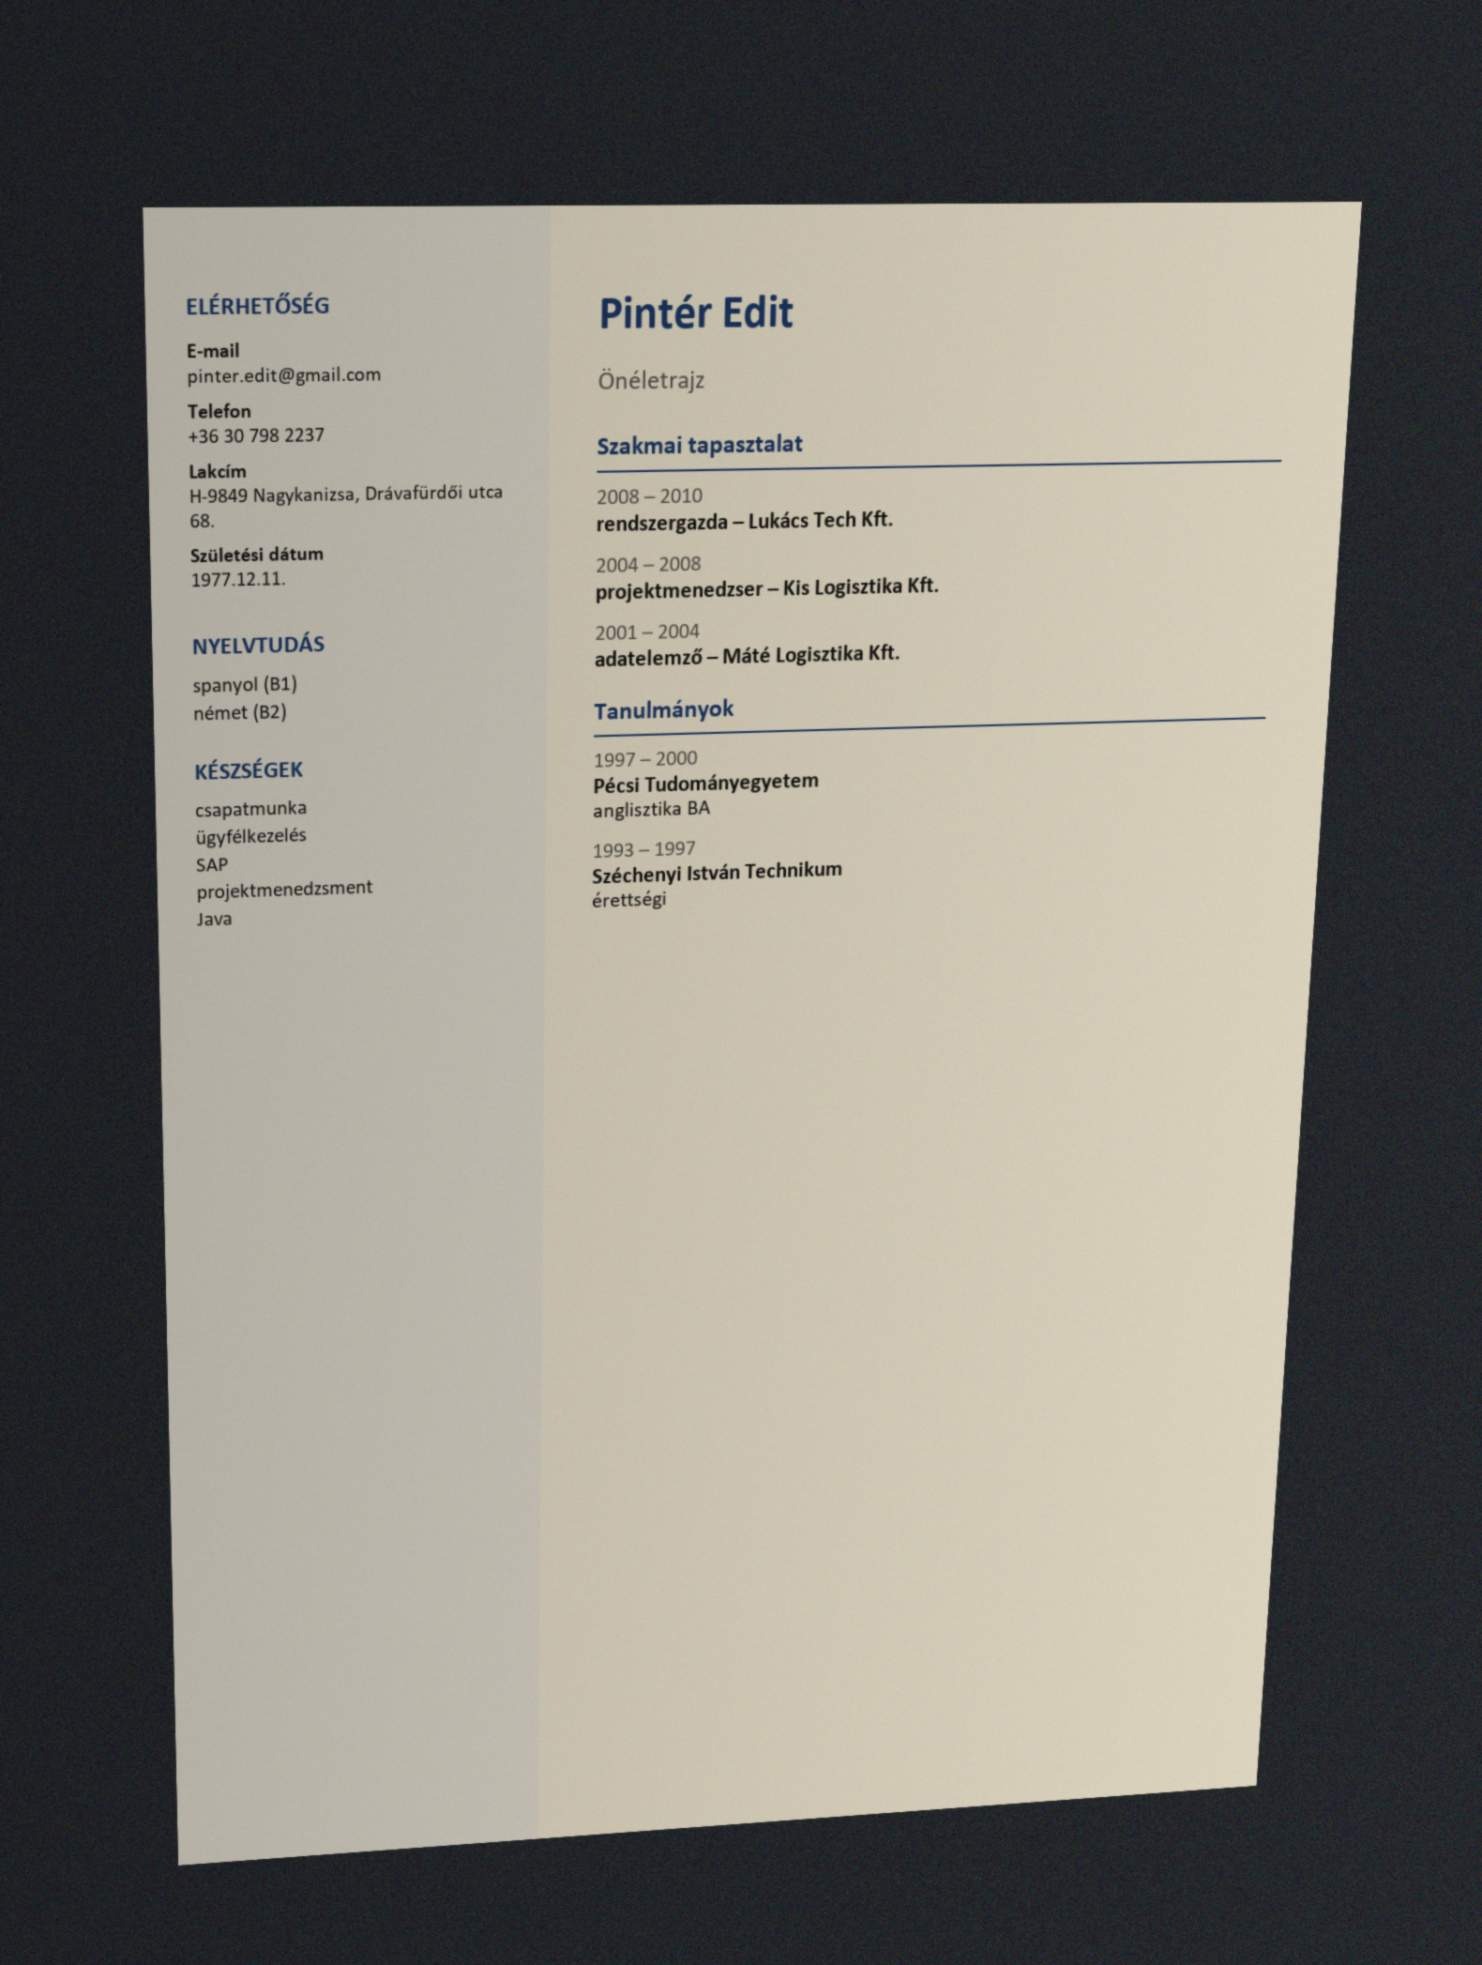 ELÉRHETŐSÉG
E-mail
pinter.edit@gmail.com
Telefon
+36 30 798 2237
Lakcím
H-9849 Nagykanizsa, Drávafürdői utca
68.
Születési dátum
1977.12.11.
NYELVTUDÁS
spanyol (B1)
német (B2)
KÉSZSÉGEK
csapatmunka
ügyfélkezelés
SAP
projektmenedzsment
Java
Pintér Edit
Önéletrajz
Szakmai tapasztalat
2008 – 2010
rendszergazda – Lukács Tech Kft.
2004 – 2008
projektmenedzser – Kis Logisztika Kft.
2001 – 2004
adatelemző – Máté Logisztika Kft.
Tanulmányok
1997 – 2000
Pécsi Tudományegyetem
anglisztika BA
1993 – 1997
Széchenyi István Technikum
érettségi